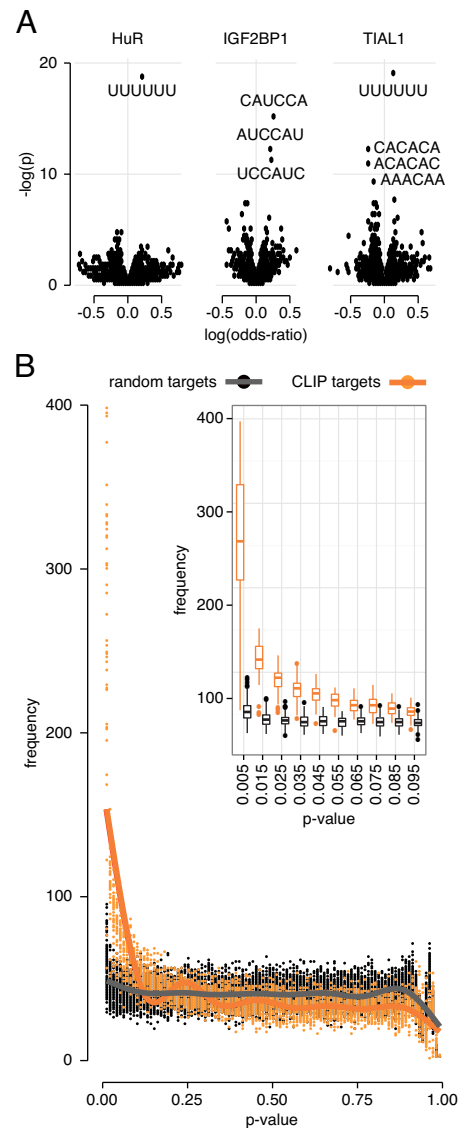 A
HuR IGF2BP1 TIAL1
20
UUUUUU
CAUCCA
AUCCAU
UCCAUC
UUUUUU
CACACA
ACACAC
AAACAA
-log(p)
10
0
-0.5 0.0 0.5 -0.5 0.0 0.5 -0.5 0.0 0.5
log(odds-ratio)
B
random targets CLIP targets
400
300
200
100
0
frequency
0.00 0.25 0.50 0.75 1.00
p-value
400
300
200
100
frequency
0.005 0.015 0.025 0.035 0.045 0.055 0.065 0.075 0.085 0.095
p-value